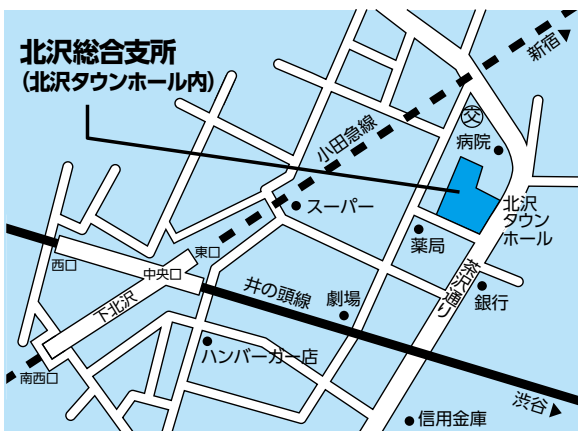 北沢総合支所
(北沢タウンホール内)
新宿
小田急線
交
病院
北沢
タウン
ホール
スーパー
薬局
東口
西口
中央口
下北沢
井の頭線
劇場
茶沢通り
銀行
ハンバーガー店
南西口
渋谷
信用金庫